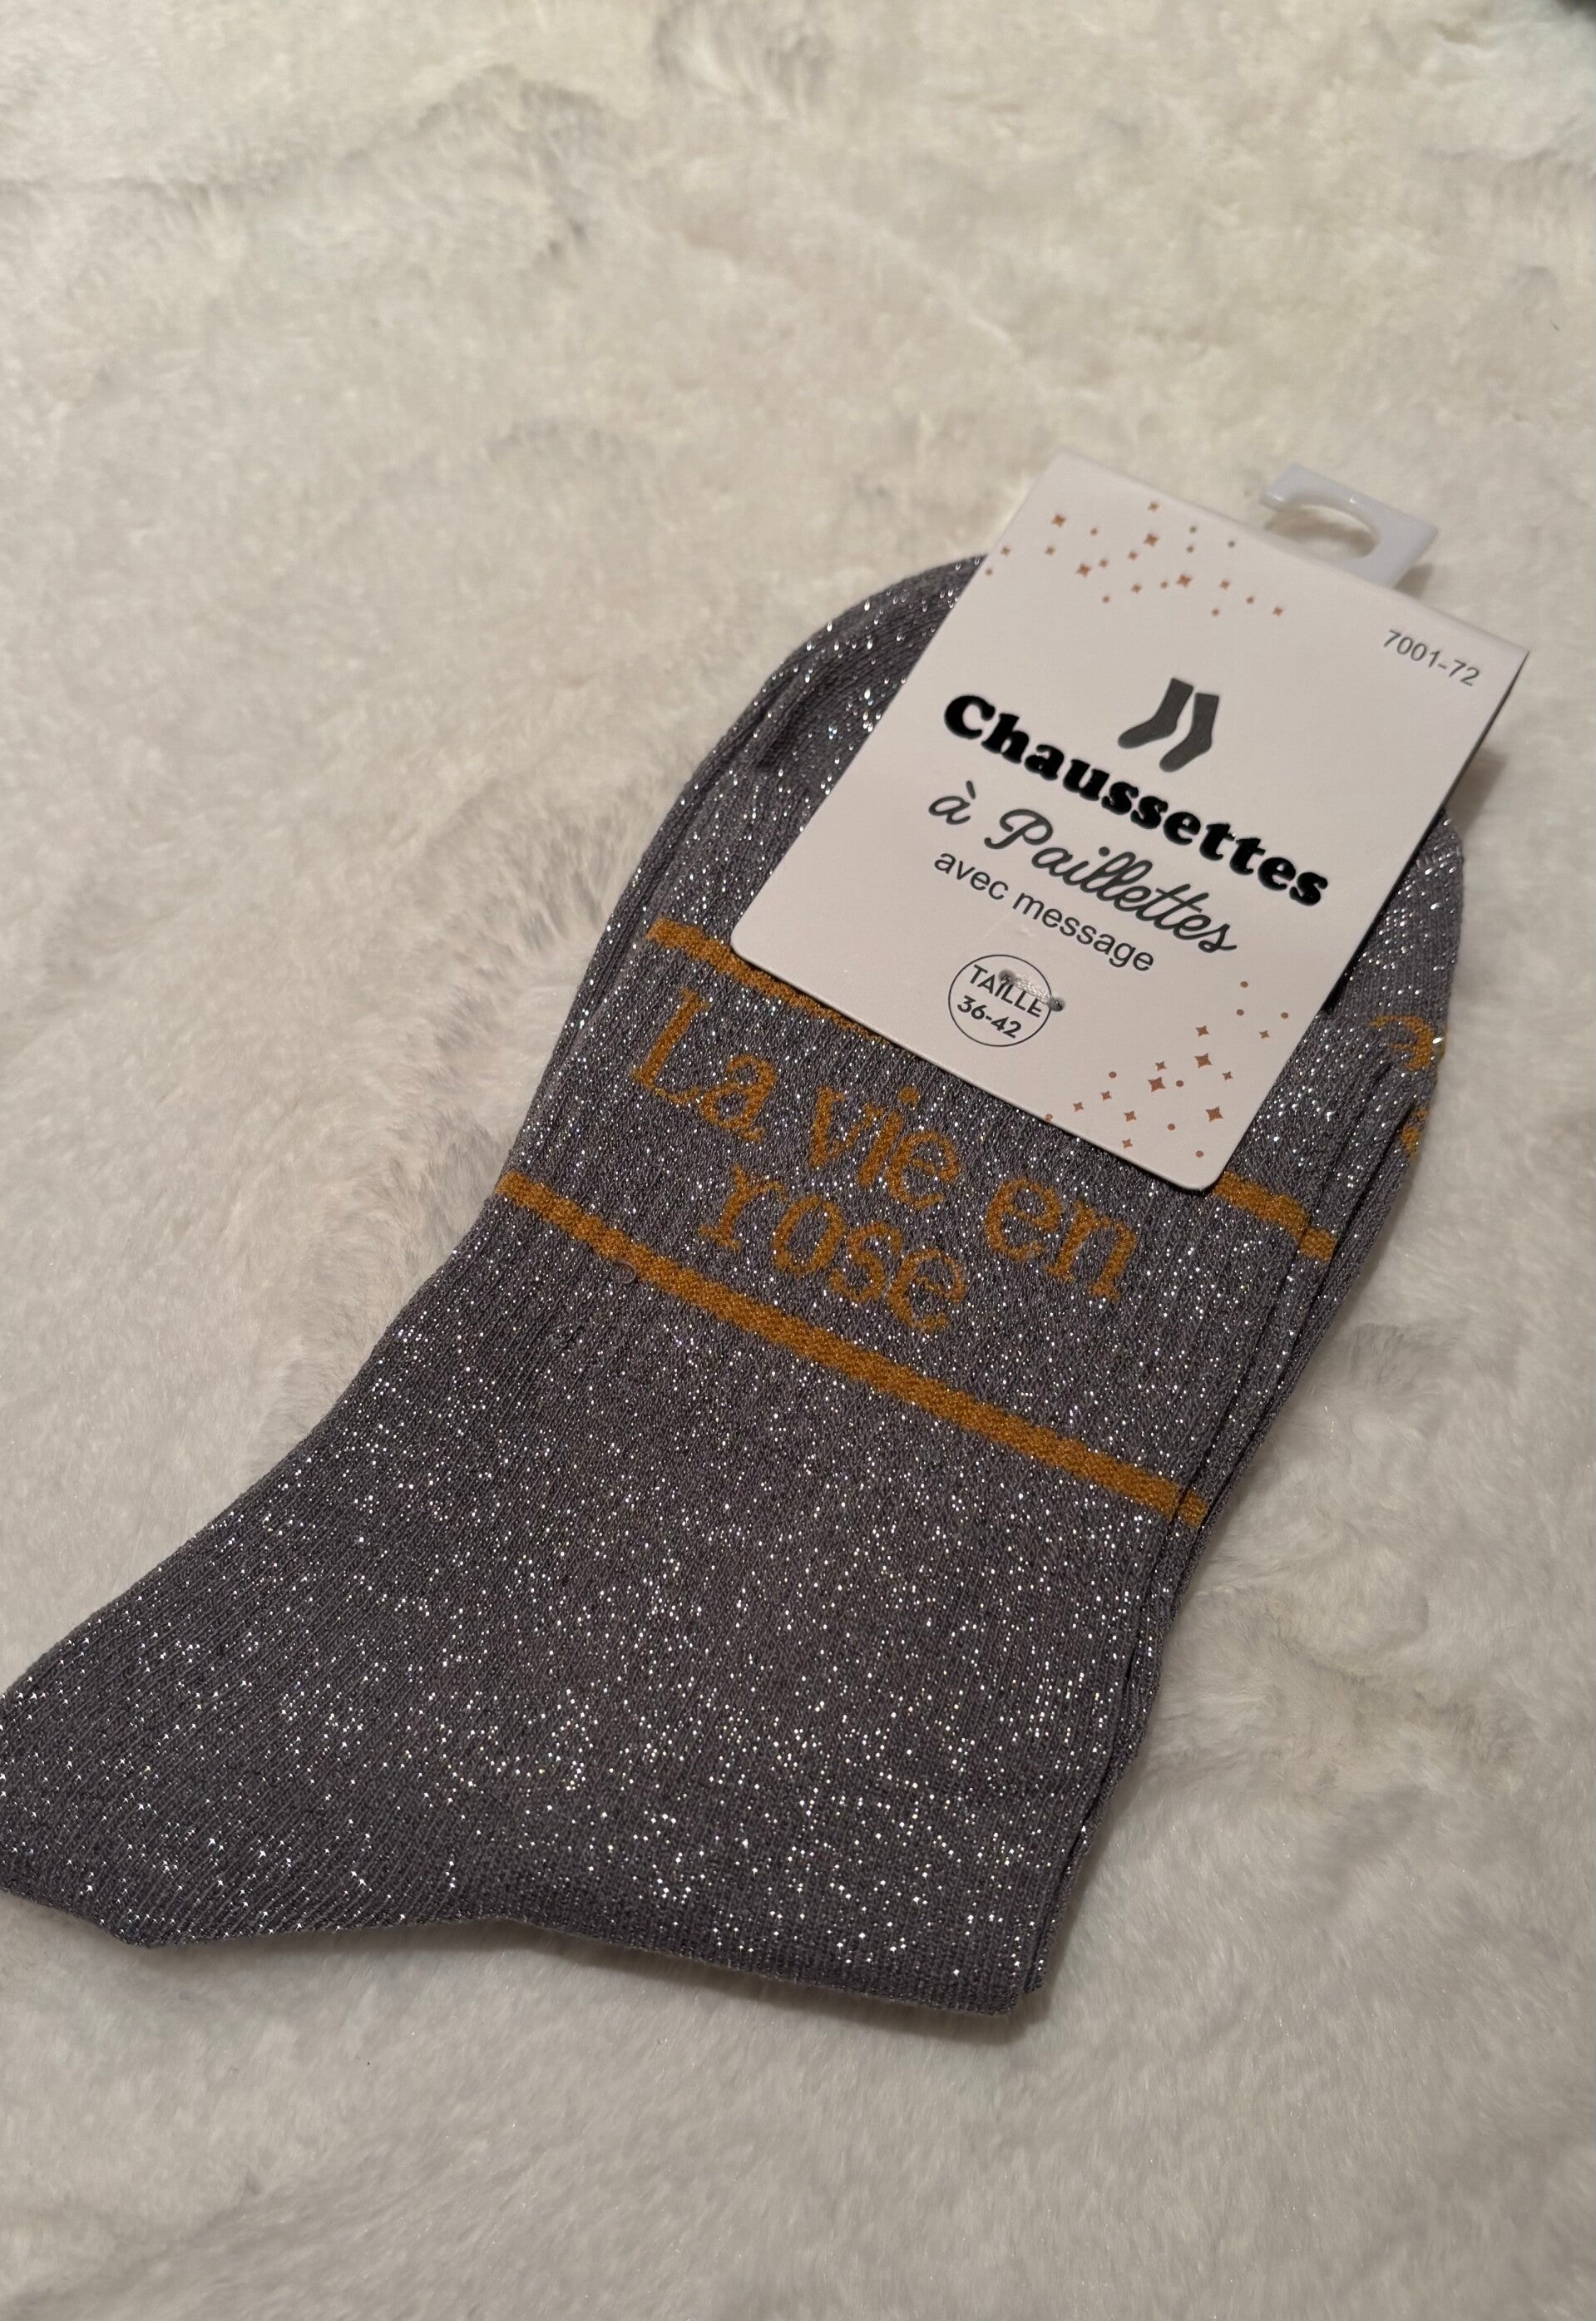 7001-72
Chaussettes
à Paillettes
avec message
TAILLE
36-42
La vie en
rose